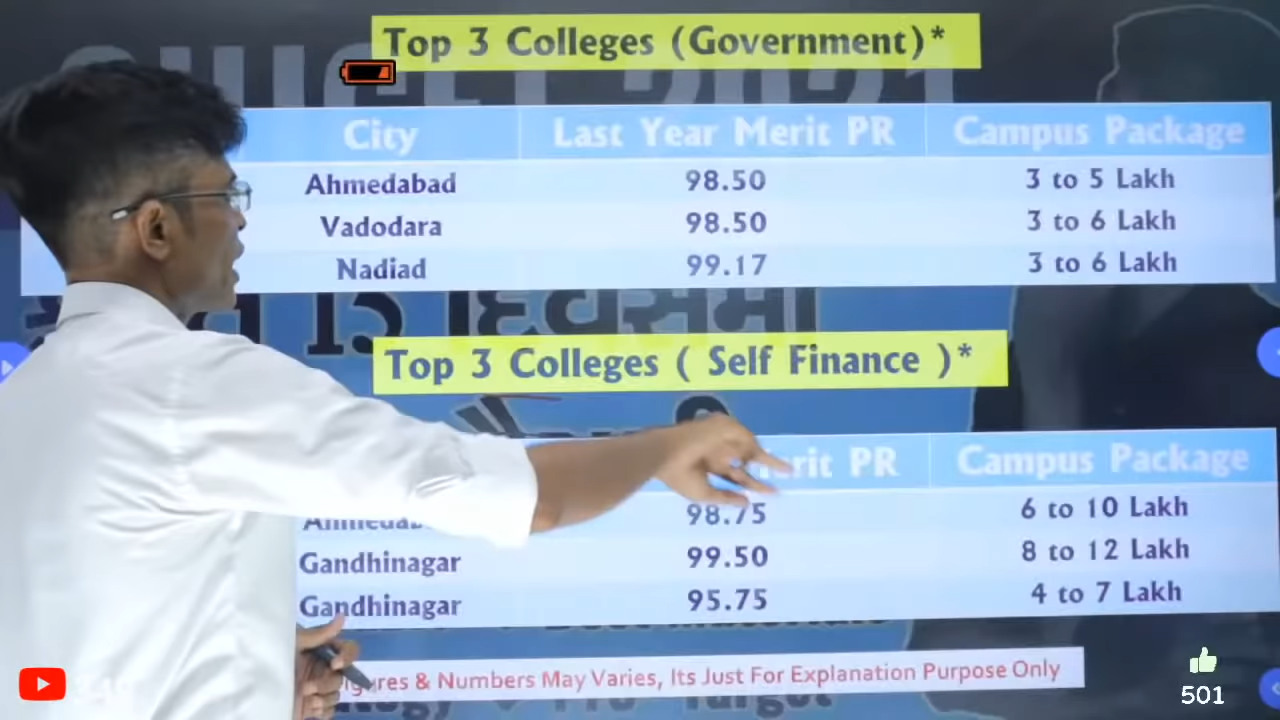 Top 3 Colleges (Government)*
City Last Year Merit PR Campus Package
Ahmedabad 98.50 3 to 5 Lakh
Vadodara 98.50 3 to 6 Lakh
Nadiad 99.17 3 to 6 Lakh
Top 3 Colleges ( Self Finance )*
PR Campus Package
98.75 6 to 10 Lakh
Gandhinagar 99.50 8 to 12 Lakh
Gandhinagar 95.75 4 to 7 Lakh
& Numbers May Varies, Its Just For Explanation Purpose Only
501